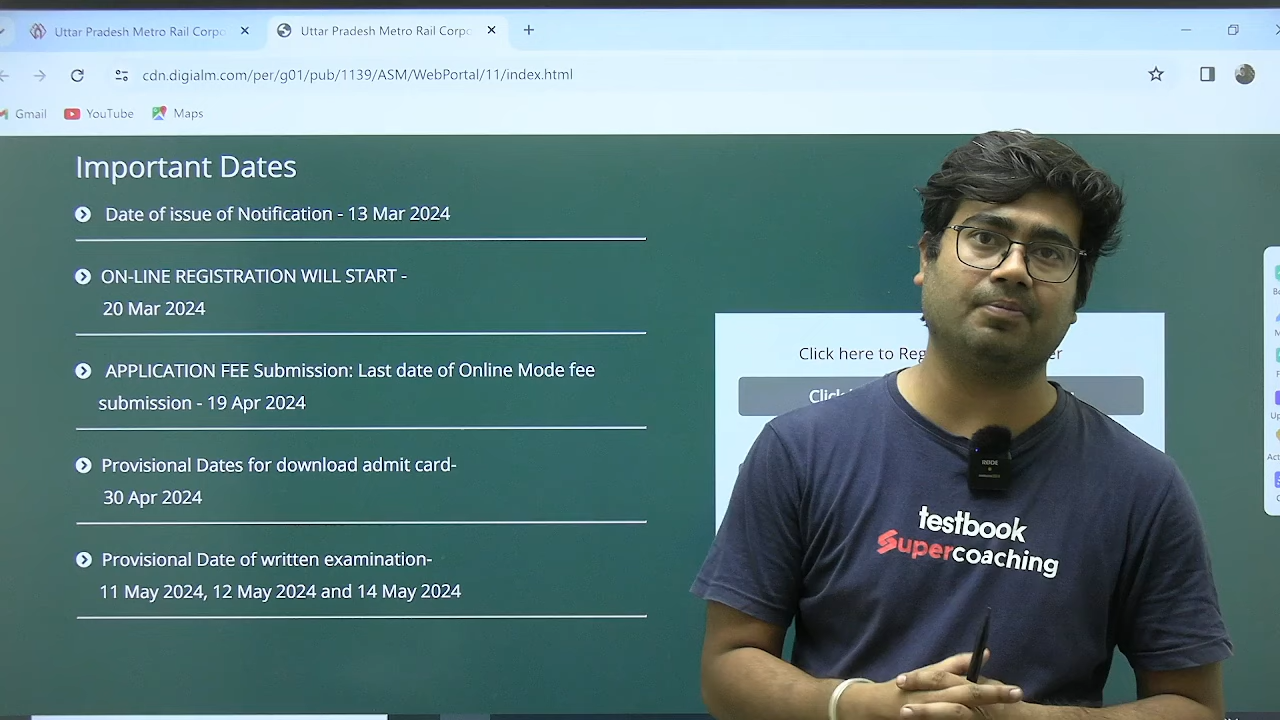 Uttar Pradesh Metro Rail Corpo
Uttar Pradesh Metro Rail Corpo
cdn.digialm.com/per/g01/pub/1139/ASM/WebPortal/11/index.html
Gmail
YouTube
Maps
Important Dates
Date of issue of Notification - 13 Mar 2024
ON-LINE REGISTRATION WILL START -
20 Mar 2024
APPLICATION FEE Submission: Last date of Online Mode fee
submission - 19 Apr 2024
Provisional Dates for download admit card-
30 Apr 2024
Provisional Date of written examination-
11 May 2024, 12 May 2024 and 14 May 2024
Click here to Reg
er
Click
testbook
Supercoaching